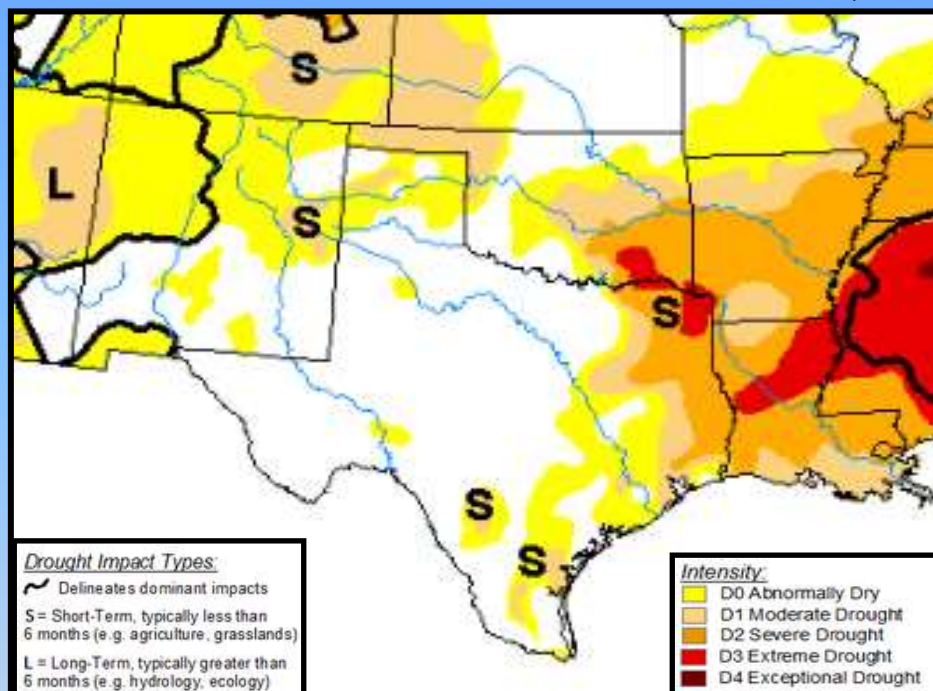 S
L
S
S
S
S
Drought Impact Types:
Delineates dominant impacts
S = Short-Term, typically less than
6 months (e.g. agriculture, grasslands)
L = Long-Term, typically greater than
6 months (e.g. hydrology, ecology)
Intensity:
D0 Abnormally Dry
D1 Moderate Drought
D2 Severe Drought
D3 Extreme Drought
D4 Exceptional Drought